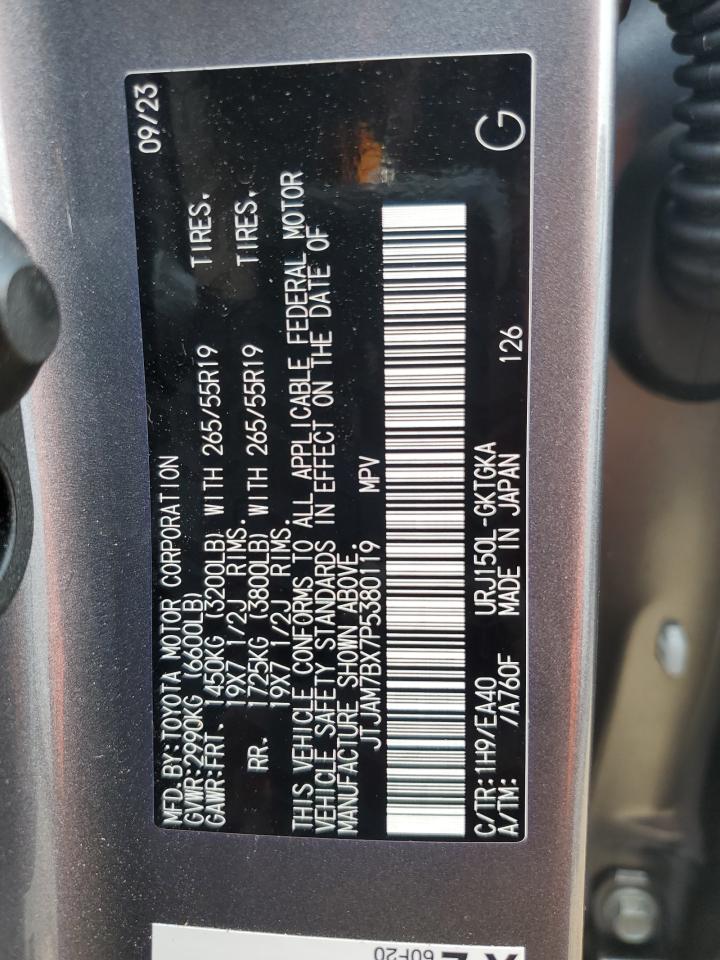 MFD. BY: TOYOTA MOTOR CORPORATION 09/23
GVWR: 2990KG (6600LB)
GAWR: FRT. 1450KG (3200LB) WITH 265/55R19 TIRES,
19X7 1/2J RIMS.
RR. 1725KG (3800LB) WITH 265/55R19 TIRES,
19X7 1/2J RIMS.
THIS VEHICLE CONFORMS TO ALL APPLICABLE FEDERAL MOTOR
VEHICLE SAFETY STANDARDS IN EFFECT ON THE DATE OF
MANUFACTURE SHOWN ABOVE.
JTJAM7BX7P5380119 MPV
C/TR: 1H9/EA40 URJ150L-GKTGKA
A/TM: /A760F MADE IN JAPAN 126 G
60F20